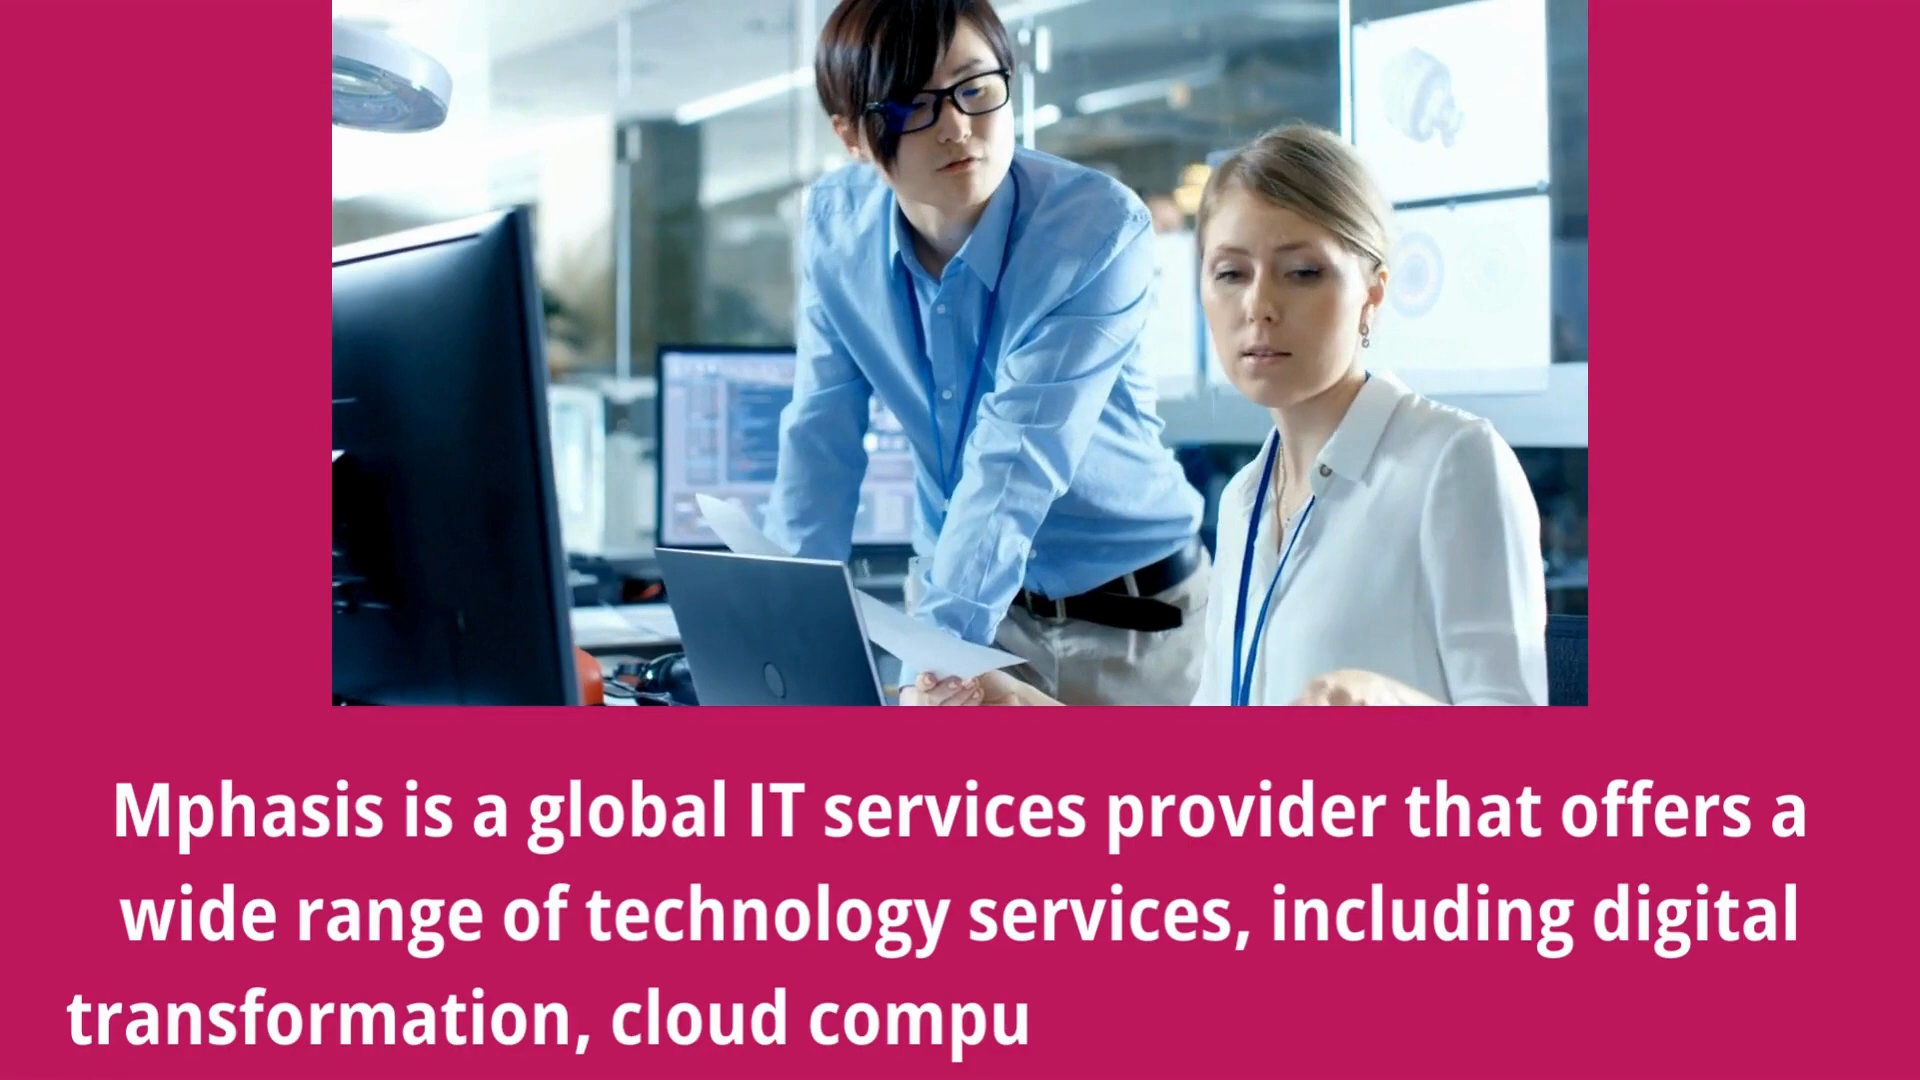 Mphasis is a global IT services provider that offers a
wide range of technology services, including digital
transformation, cloud compu